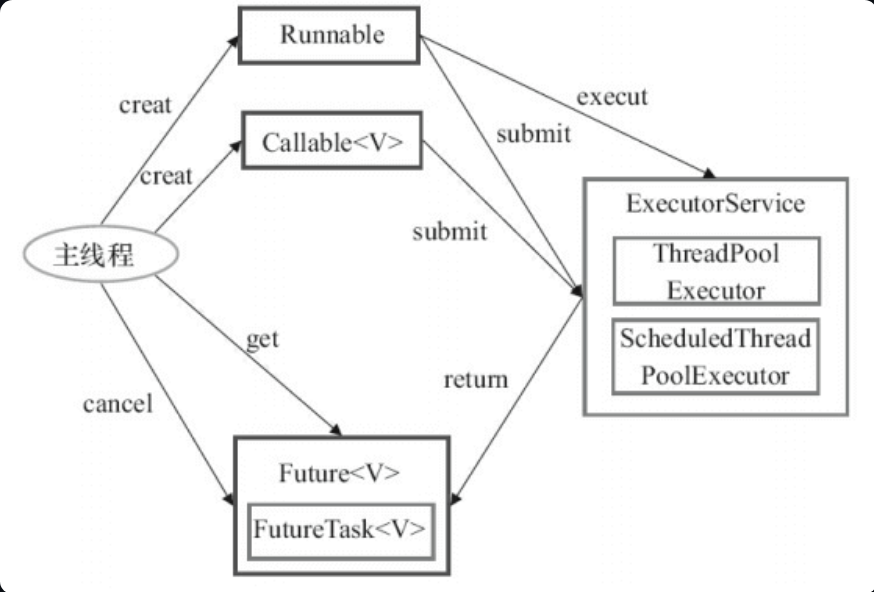 Runnable
creat
execut
submit
Callable<V>
creat
submit
ExecutorService
ThreadPool
Executor
ScheduledThread
PoolExecutor
主线程
get
return
cancel
Future<V>
FutureTask<V>